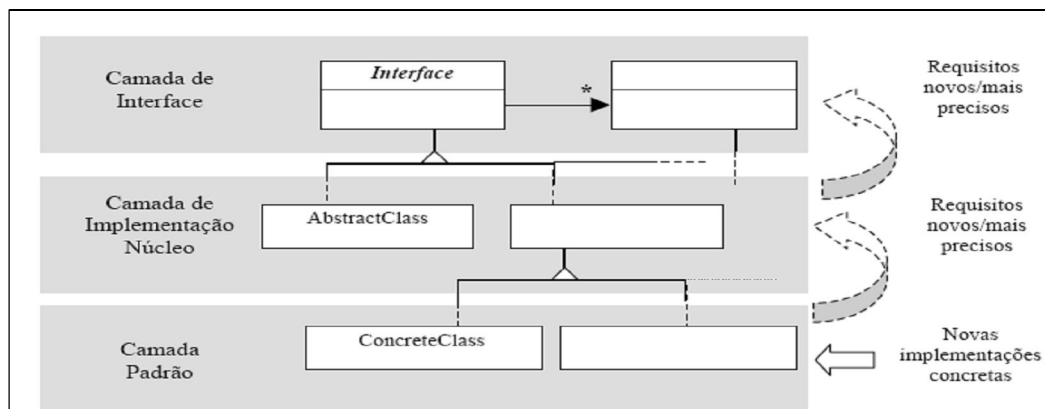 Camada de
Interface
Interface
*
Requisitos
novos/mais
precisos
Camada de
Implementação
Núcleo
AbstractClass
Requisitos
novos/mais
precisos
Camada
Padrão
ConcreteClass
Novas
implementações
concretas